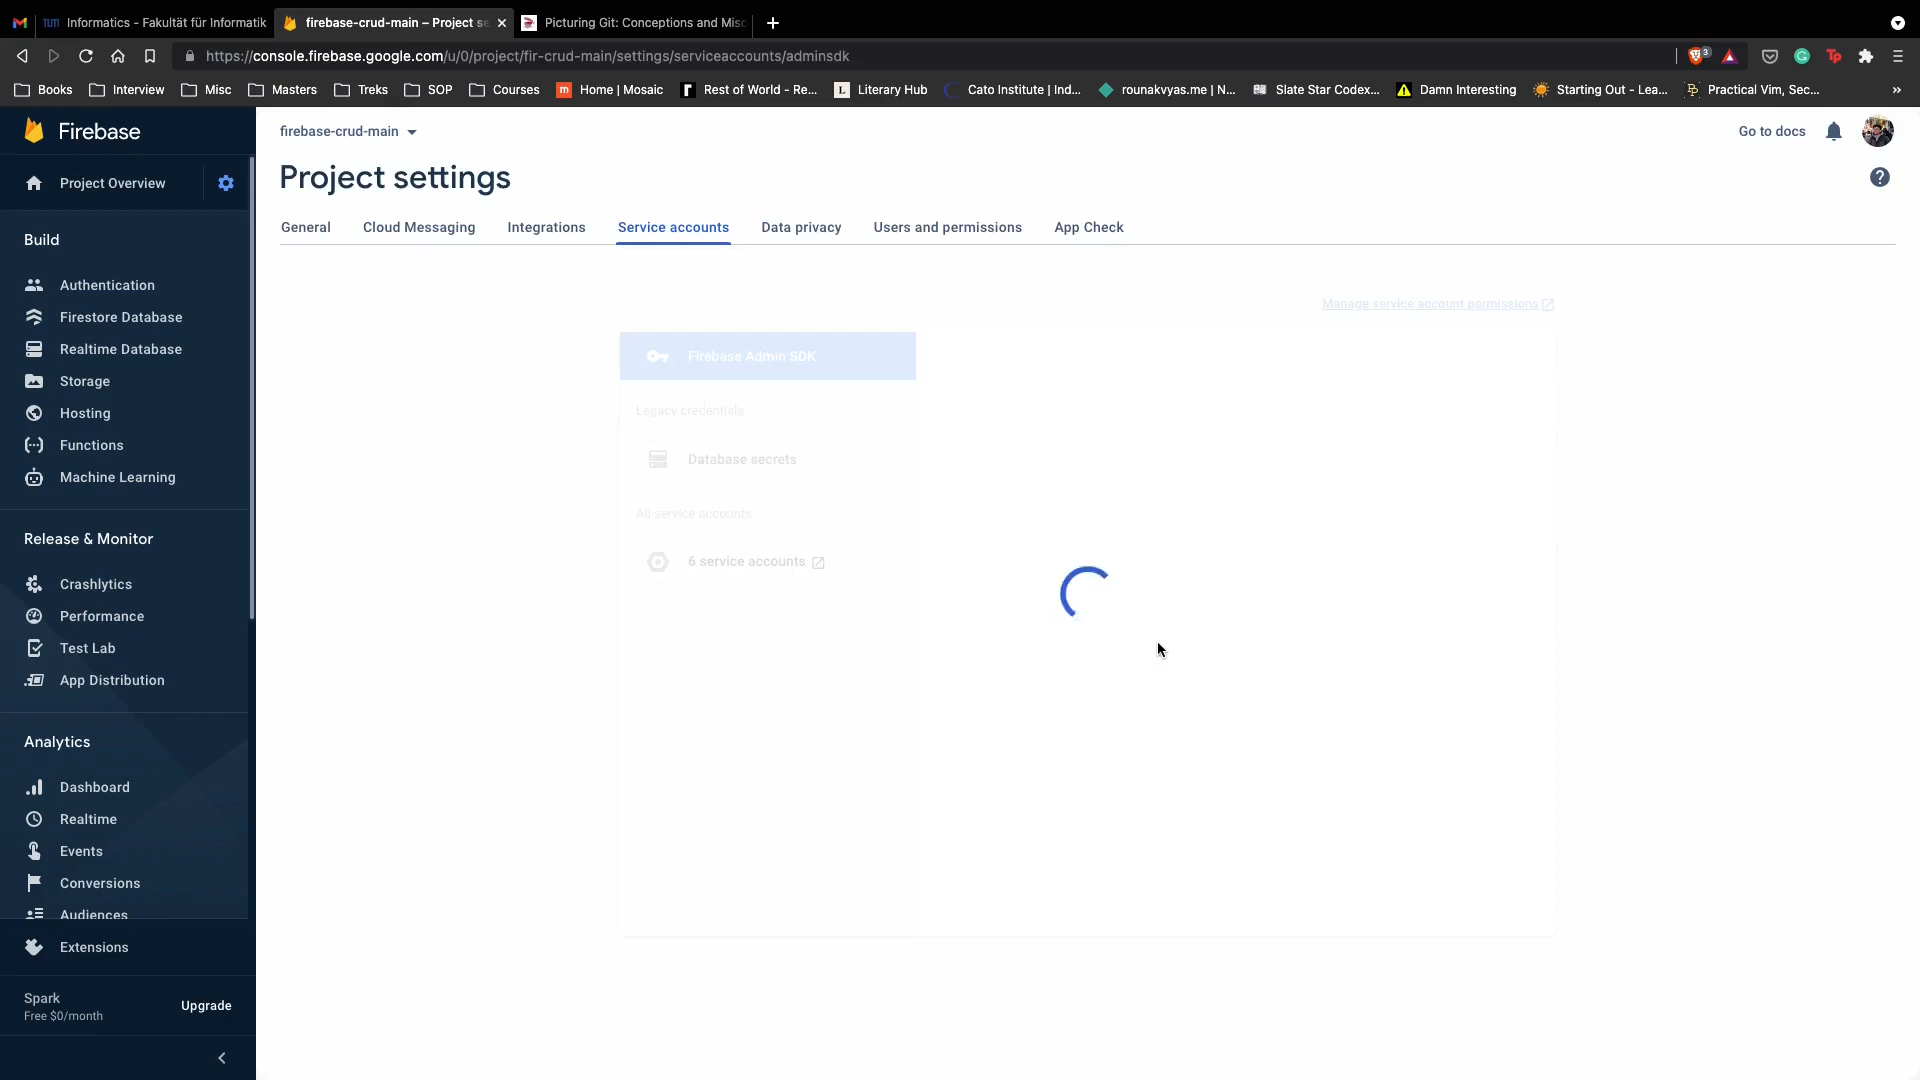 Informatics - Fakultät für Informatik
firebase-crud-main – Project se
Picturing Git: Conceptions and Misc
https://console.firebase.google.com/u/0/project/fir-crud-main/settings/serviceaccounts/adminsdk
3
Tp
Books
Interview
Misc
Masters
Treks
SOP
Courses
m
Home | Mosaic
Rest of World - Re...
L
Literary Hub
Cato Institute | Ind...
rounakvyas.me | N...
Slate Star Codex...
Damn Interesting
Starting Out - Lea...
Practical Vim, Sec...
»
Firebase
firebase-crud-main
Go to docs
Project Overview
Project settings
?
General
Cloud Messaging
Integrations
Service accounts
Data privacy
Users and permissions
App Check
Build
Authentication
Firestore Database
Realtime Database
Storage
Hosting
Functions
Machine Learning
Manage service account permissions
Firebase Admin SDK
Legacy credentials
Database secrets
All service accounts
6 service accounts
Release & Monitor
Crashlytics
Performance
Test Lab
App Distribution
Analytics
Dashboard
Realtime
Events
Conversions
Audiences
Extensions
Spark
Free $0/month
Upgrade